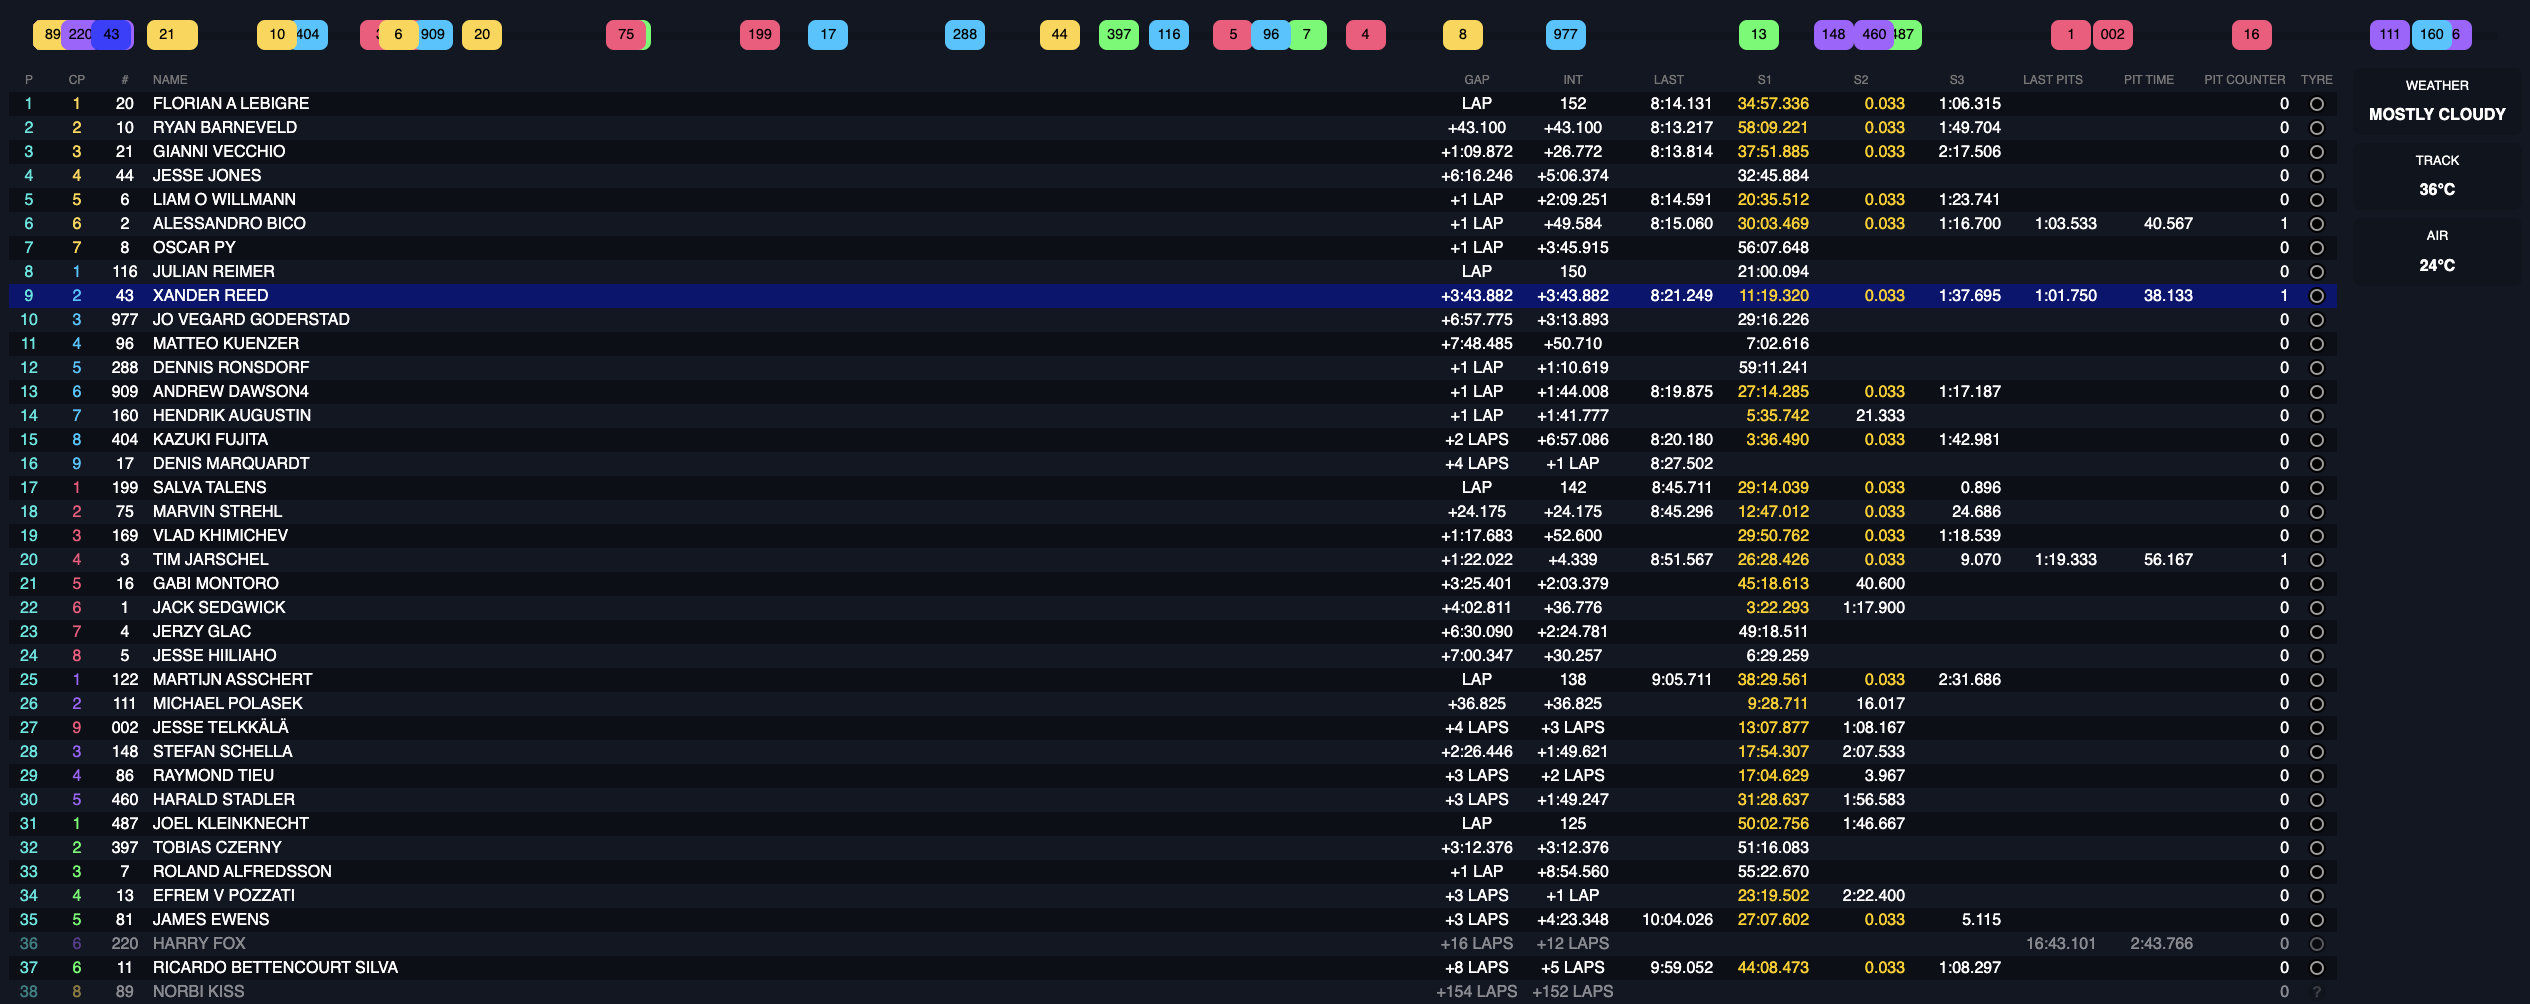 89 220 43 21 10 404 3 6 909 20 75 199 17 288 44 397 116 5 96 7 4 8 977 13 148 460 487 1 002 16 111 160 6
P CP # NAME GAP INT LAST S1 S2 S3 LAST PITS PIT TIME PIT COUNTER TYRE
1 1 20 FLORIAN A LEBIGRE LAP 152 8:14.131 34:57.336 0.033 1:06.315 0
2 2 10 RYAN BARNEVELD +43.100 +43.100 8:13.217 58:09.221 0.033 1:49.704 0
3 3 21 GIANNI VECCHIO +1:09.872 +26.772 8:13.814 37:51.885 0.033 2:17.506 0
4 4 44 JESSE JONES +6:16.246 +5:06.374 32:45.884 0
5 5 6 LIAM O WILLMANN +1 LAP +2:09.251 8:14.591 20:35.512 0.033 1:23.741 0
6 6 2 ALESSANDRO BICO +1 LAP +49.584 8:15.060 30:03.469 0.033 1:16.700 1:03.533 40.567 1
7 7 8 OSCAR PY +1 LAP +3:45.915 56:07.648 0
8 1 116 JULIAN REIMER LAP 150 21:00.094 0
9 2 43 XANDER REED +3:43.882 +3:43.882 8:21.249 11:19.320 0.033 1:37.695 1:01.750 38.133 1
10 3 977 JO VEGARD GODERSTAD +6:57.775 +3:13.893 29:16.226 0
11 4 96 MATTEO KUENZER +7:48.485 +50.710 7:02.616 0
12 5 288 DENNIS RONSDORF +1 LAP +1:10.619 59:11.241 0
13 6 909 ANDREW DAWSON4 +1 LAP +1:44.008 8:19.875 27:14.285 0.033 1:17.187 0
14 7 160 HENDRIK AUGUSTIN +1 LAP +1:41.777 5:35.742 21.333 0
15 8 404 KAZUKI FUJITA +2 LAPS +6:57.086 8:20.180 3:36.490 0.033 1:42.981 0
16 9 17 DENIS MARQUARDT +4 LAPS +1 LAP 8:27.502 0
17 1 199 SALVA TALENS LAP 142 8:45.711 29:14.039 0.033 0.896 0
18 2 75 MARVIN STREHL +24.175 +24.175 8:45.296 12:47.012 0.033 24.686 0
19 3 169 VLAD KHIMICHEV +1:17.683 +52.600 29:50.762 0.033 1:18.539 0
20 4 3 TIM JARSCHEL +1:22.022 +4.339 8:51.567 26:28.426 0.033 9.070 1:19.333 56.167 1
21 5 16 GABI MONTORO +3:25.401 +2:03.379 45:18.613 40.600 0
22 6 1 JACK SEDGWICK +4:02.811 +36.776 3:22.293 1:17.900 0
23 7 4 JERZY GLAC +6:30.090 +2:24.781 49:18.511 0
24 8 5 JESSE HIILIAHO +7:00.347 +30.257 6:29.259 0
25 1 122 MARTIJN ASSCHERT LAP 138 9:05.711 38:29.561 0.033 2:31.686 0
26 2 111 MICHAEL POLASEK +36.825 +36.825 9:28.711 16.017 0
27 9 002 JESSE TELKKÄLÄ +4 LAPS +3 LAPS 13:07.877 1:08.167 0
28 3 148 STEFAN SCHELLA +2:26.446 +1:49.621 17:54.307 2:07.533 0
29 4 86 RAYMOND TIEU +3 LAPS +2 LAPS 17:04.629 3.967 0
30 5 460 HARALD STADLER +3 LAPS +1:49.247 31:28.637 1:56.583 0
31 1 487 JOEL KLEINKNECHT LAP 125 50:02.756 1:46.667 0
32 2 397 TOBIAS CZERNY +3:12.376 +3:12.376 51:16.083 0
33 3 7 ROLAND ALFREDSSON +1 LAP +8:54.560 55:22.670 0
34 4 13 EFREM V POZZATI +3 LAPS +1 LAP 23:19.502 2:22.400 0
35 5 81 JAMES EWENS +3 LAPS +4:23.348 10:04.026 27:07.602 0.033 5.115 0
36 6 220 HARRY FOX +16 LAPS +12 LAPS 16:43.101 2:43.766 0
37 6 11 RICARDO BETTENCOURT SILVA +8 LAPS +5 LAPS 9:59.052 44:08.473 0.033 1:08.297 0
38 8 89 NORBI KISS +154 LAPS +152 LAPS 0 ?
WEATHER
MOSTLY CLOUDY
TRACK
36°C
AIR
24°C